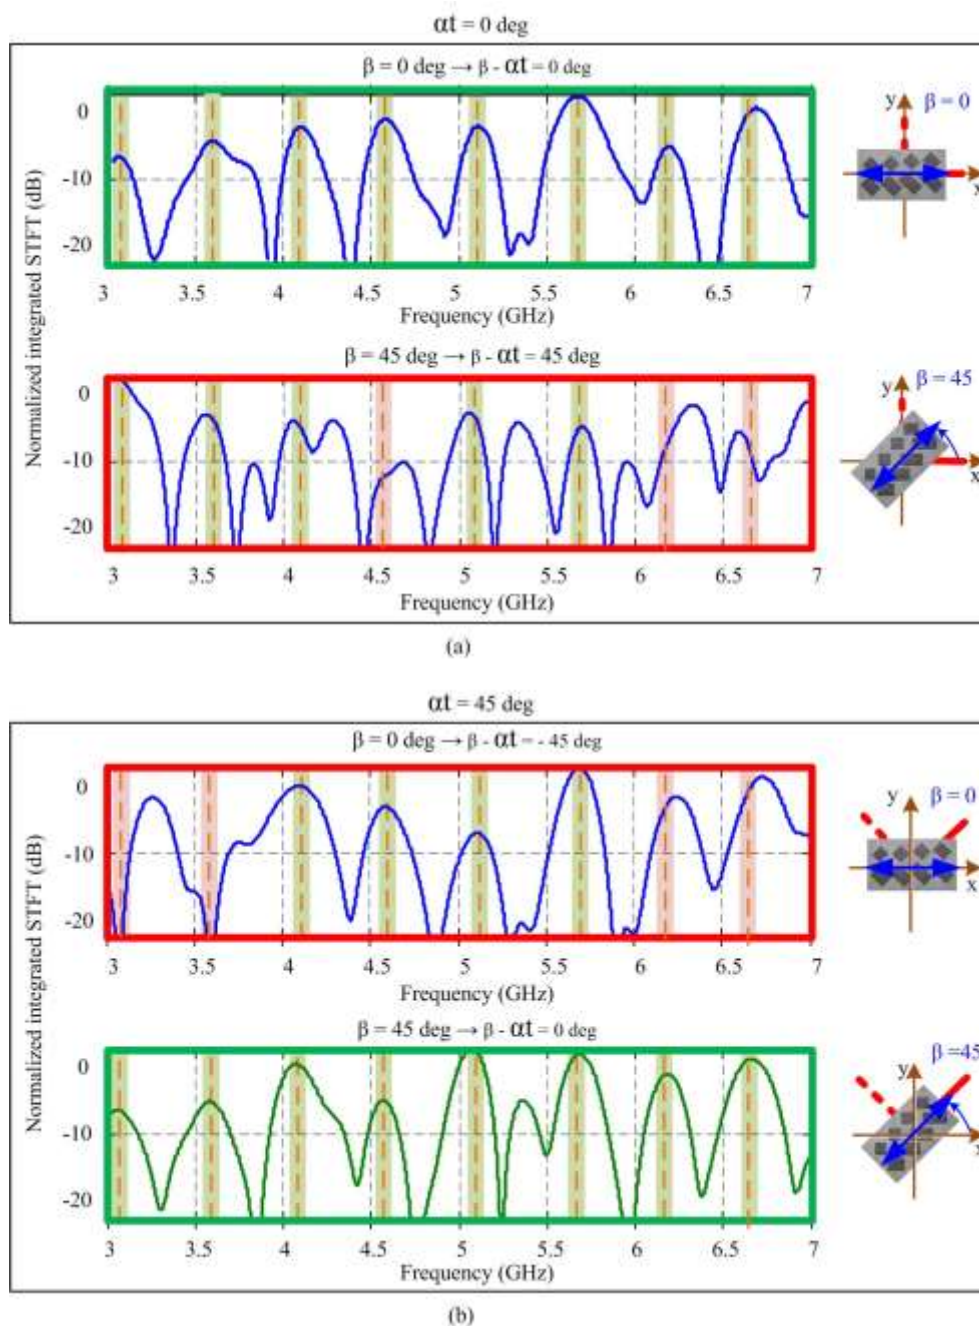 αt = 0 deg
β = 0 deg → β - αt = 0 deg
Normalized integrated STFT (dB)
0
-10
-20
3 3.5 4 4.5 5 5.5 6 6.5 7
Frequency (GHz)
y β = 0
x
β = 45 deg → β - αt = 45 deg
0
-10
-20
3 3.5 4 4.5 5 5.5 6 6.5 7
Frequency (GHz)
y β = 45
x
(a)
αt = 45 deg
β = 0 deg → β - αt = - 45 deg
Normalized integrated STFT (dB)
0
-10
-20
3 3.5 4 4.5 5 5.5 6 6.5 7
Frequency (GHz)
y β = 0
x
β = 45 deg → β - αt = 0 deg
0
-10
-20
3 3.5 4 4.5 5 5.5 6 6.5 7
Frequency (GHz)
y β =45
x
(b)